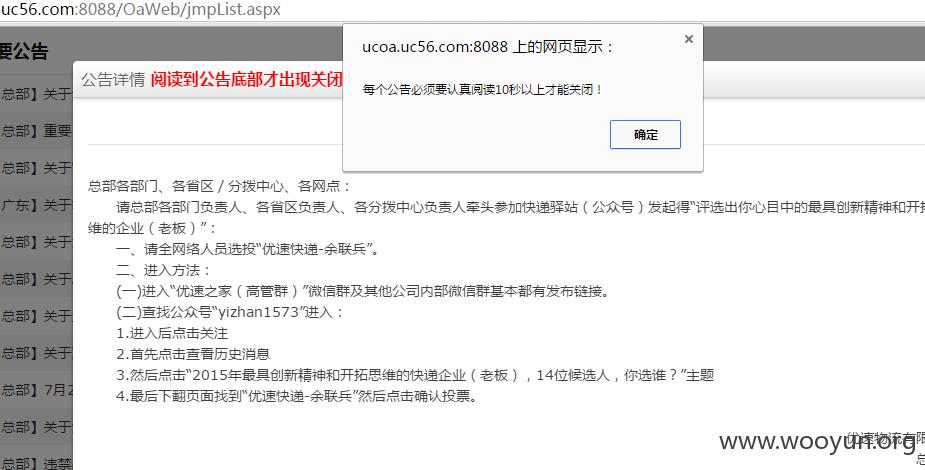 uc56.com:8088/OaWeb/jmpList.aspx
要公告
ucoa.uc56.com:8088 上的网页显示：
每个公告必须要认真阅读10秒以上才能关闭！
确定
公告详情 阅读到公告底部才出现关闭
总部】关于
总部】重要
总部】关于
广东】关于
总部】关于
总部】关于
总部】关于
总部】关于
总部】7月2
总部】关于
总部】违禁
总部各部门、各省区／分拨中心、各网点：
请总部各部门负责人、各省区负责人、各分拨中心负责人牵头参加快递驿站（公众号）发起得“评选出你心目中的最具创新精神和开拓
维的企业（老板）”：
一、请全网络人员选投“优速快递-余联兵”。
二、进入方法：
(一)进入“优速之家（高管群）”微信群及其他公司内部微信群基本都有发布链接。
(二)查找公众号“yizhan1573”进入：
1.进入后点击关注
2.首先点击查看历史消息
3.然后点击“2015年最具创新精神和开拓思维的快递企业（老板），14位候选人，你选谁？”主题
4.最后下翻页面找到“优速快递-余联兵”然后点击确认投票。
优速物流有限
www.wooyun.org
总